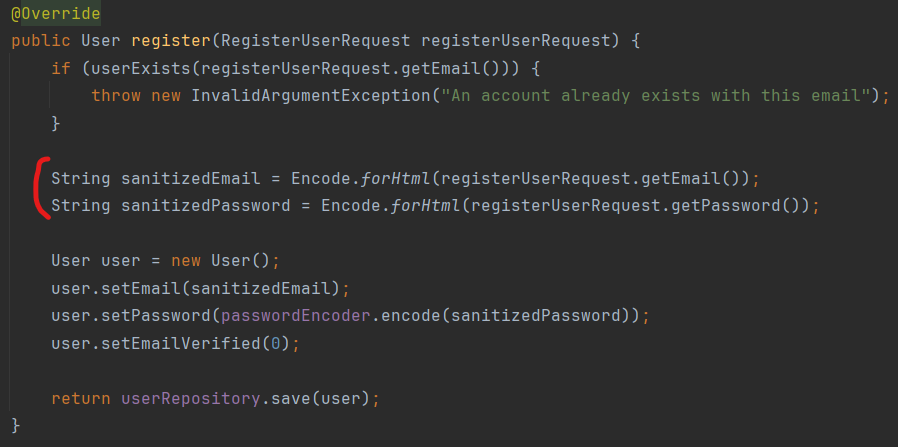 @Override
public User register(RegisterUserRequest registerUserRequest) {
if (userExists(registerUserRequest.getEmail())) {
throw new InvalidArgumentException("An account already exists with this email");
}
String sanitizedEmail = Encode.forHtml(registerUserRequest.getEmail());
String sanitizedPassword = Encode.forHtml(registerUserRequest.getPassword());
User user = new User();
user.setEmail(sanitizedEmail);
user.setPassword(passwordEncoder.encode(sanitizedPassword));
user.setEmailVerified(0);
return userRepository.save(user);
}